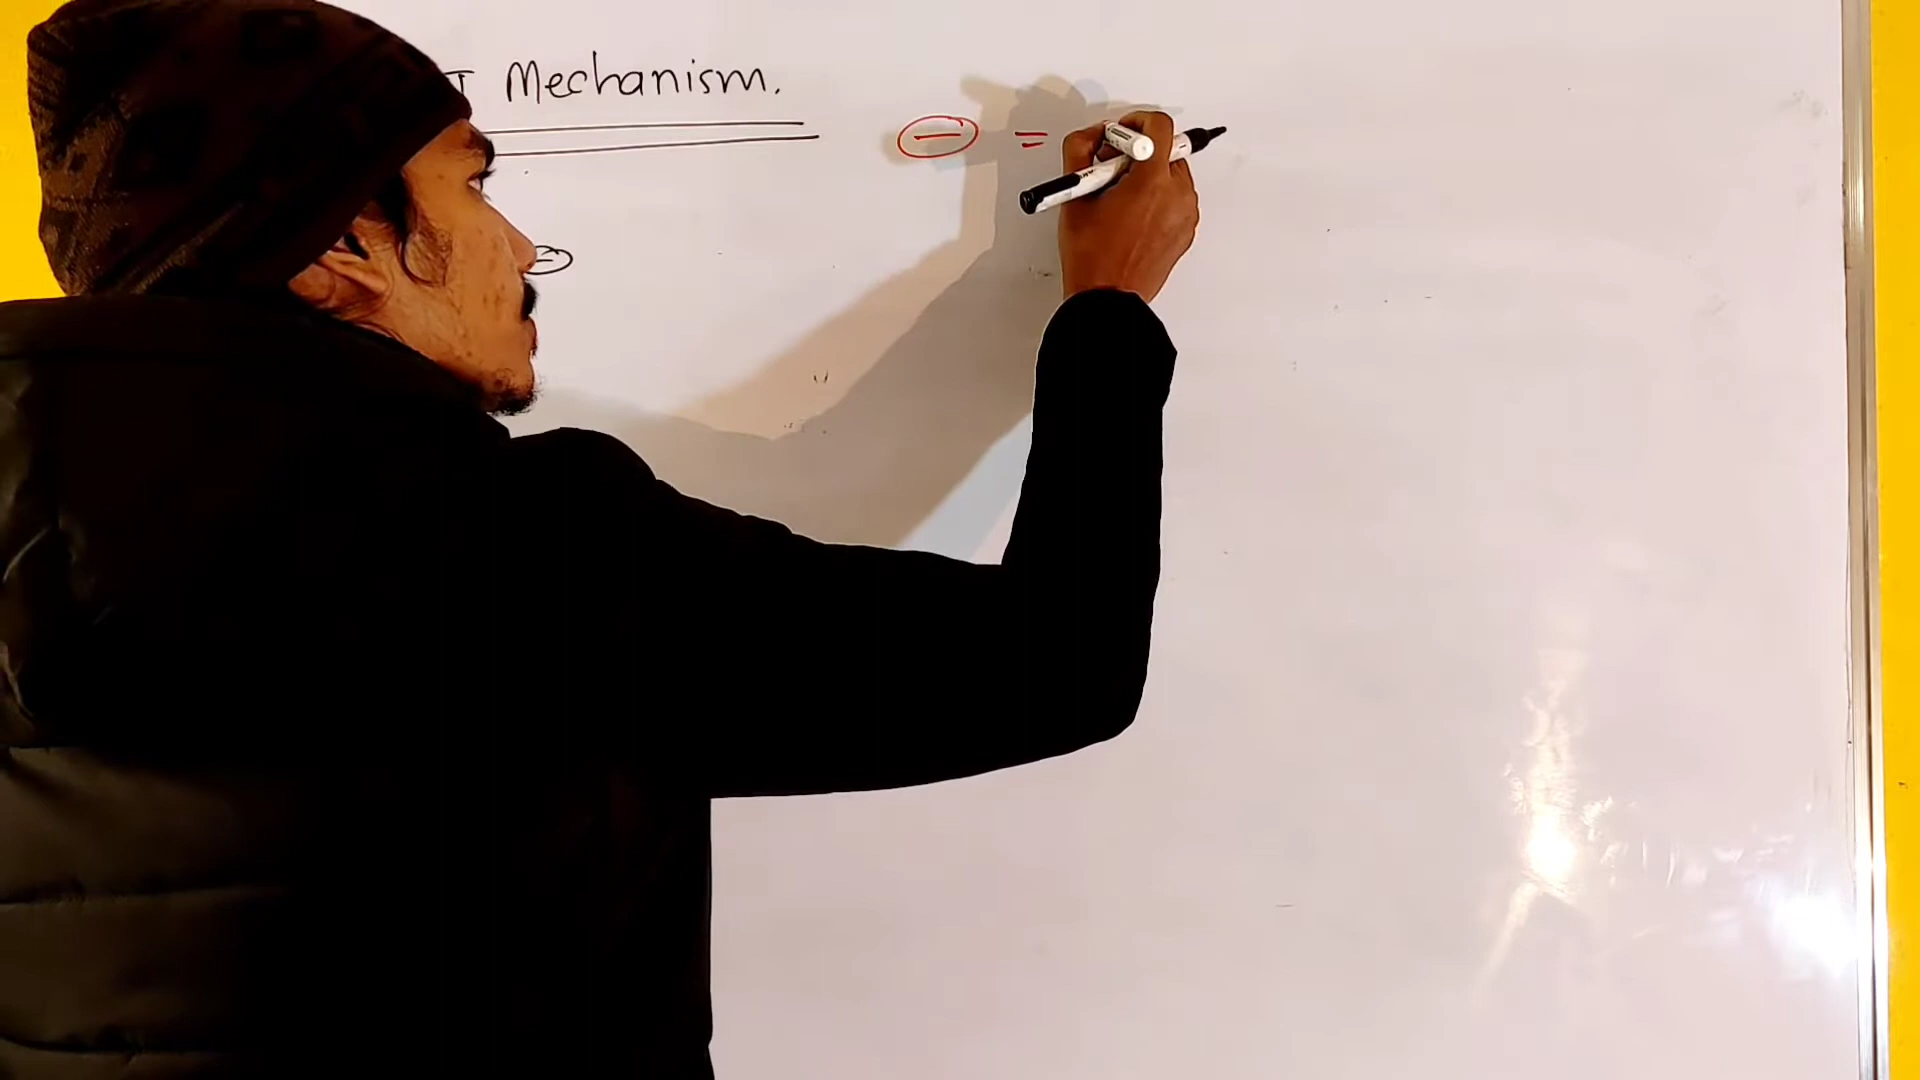 I Mechanism.
⊖ =
⊖